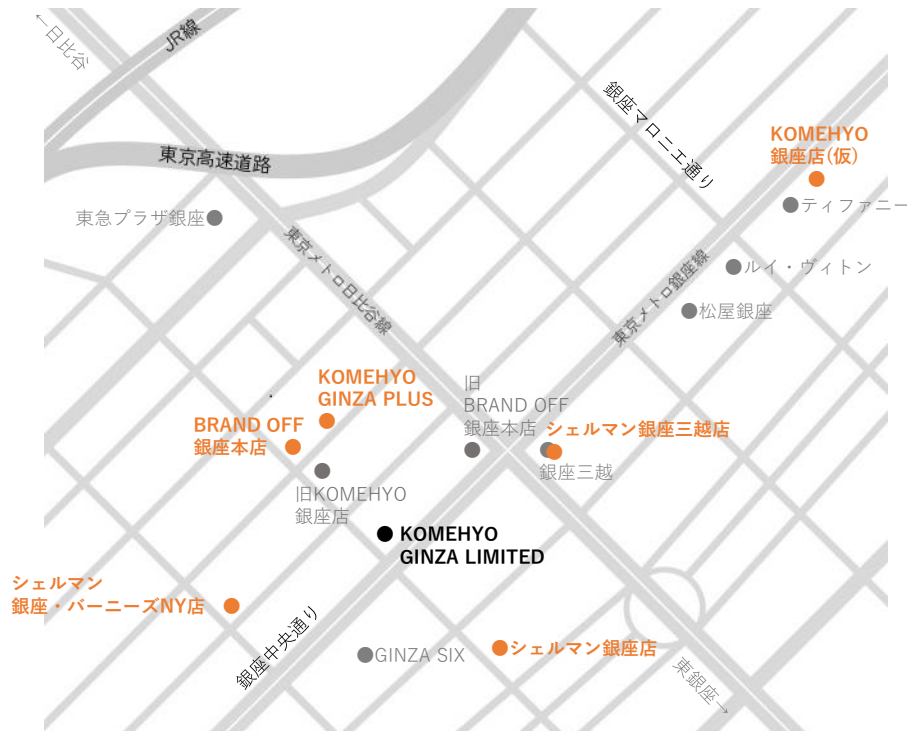 ←日比谷
JR線
東京高速道路
銀座マロニエ通り
KOMEHYO
銀座店(仮)
ティファニー
東急プラザ銀座
東京メトロ日比谷線
ルイ・ヴィトン
東京メトロ銀座線
松屋銀座
KOMEHYO
GINZA PLUS
旧
BRAND OFF
銀座本店
BRAND OFF
銀座本店
シェルマン銀座三越店
銀座三越
旧KOMEHYO
銀座店
KOMEHYO
GINZA LIMITED
シェルマン
銀座・バーニーズNY店
銀座中央通り
GINZA SIX
シェルマン銀座店
東銀座→